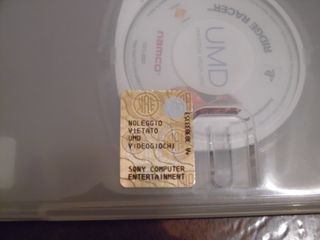 RIDGE RACER
UMD
namco
SIAE
NOLEGGIO
VIETATO
UMD
VIDEOGIOCHI
SONY COMPUTER
ENTERTAINMENT